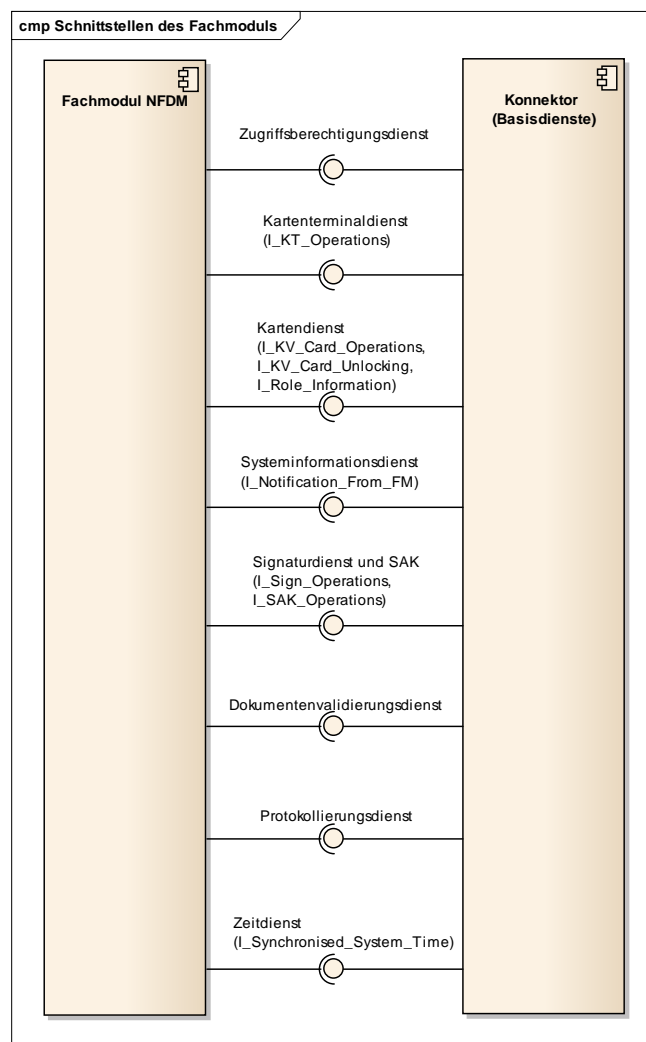 cmp Schnittstellen des Fachmoduls
Fachmodul NFDM
Konnektor
(Basisdienste)
Zugriffsberechtigungsdienst
Kartenterminaldienst
(I_KT_Operations)
Kartendienst
(I_KV_Card_Operations,
I_KV_Card_Unlocking,
I_Role_Information)
Systeminformationsdienst
(I_Notification_From_FM)
Signaturdienst und SAK
(I_Sign_Operations,
I_SAK_Operations)
Dokumentenvalidierungsdienst
Protokollierungsdienst
Zeitdienst
(I_Synchronised_System_Time)